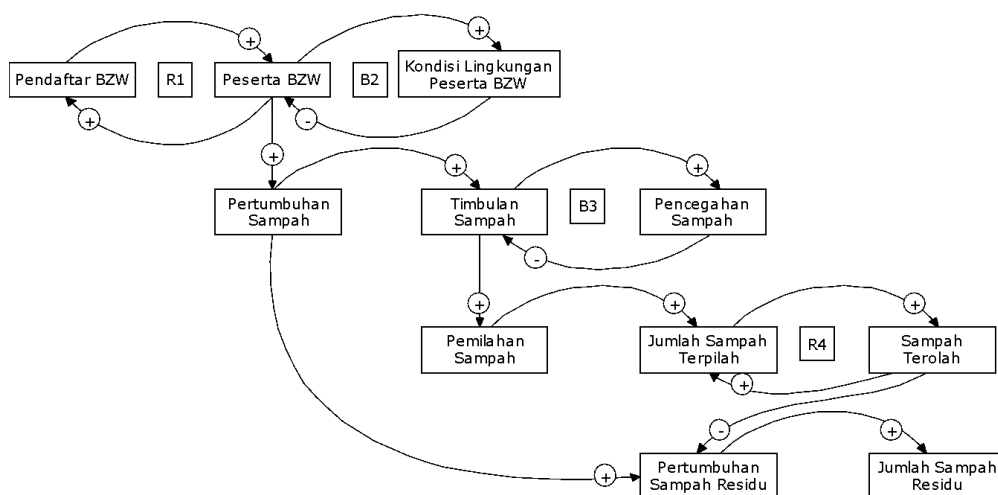 +
+
Pendaftar BZW
R1
Peserta BZW
B2
Kondisi Lingkungan
Peserta BZW
+
-
+
+
+
Pertumbuhan
Sampah
Timbulan
Sampah
B3
Pencegahan
Sampah
-
+
+
+
Pemilahan
Sampah
Jumlah Sampah
Terpilah
R4
Sampah
Terolah
+
-
+
+
Pertumbuhan
Sampah Residu
Jumlah Sampah
Residu